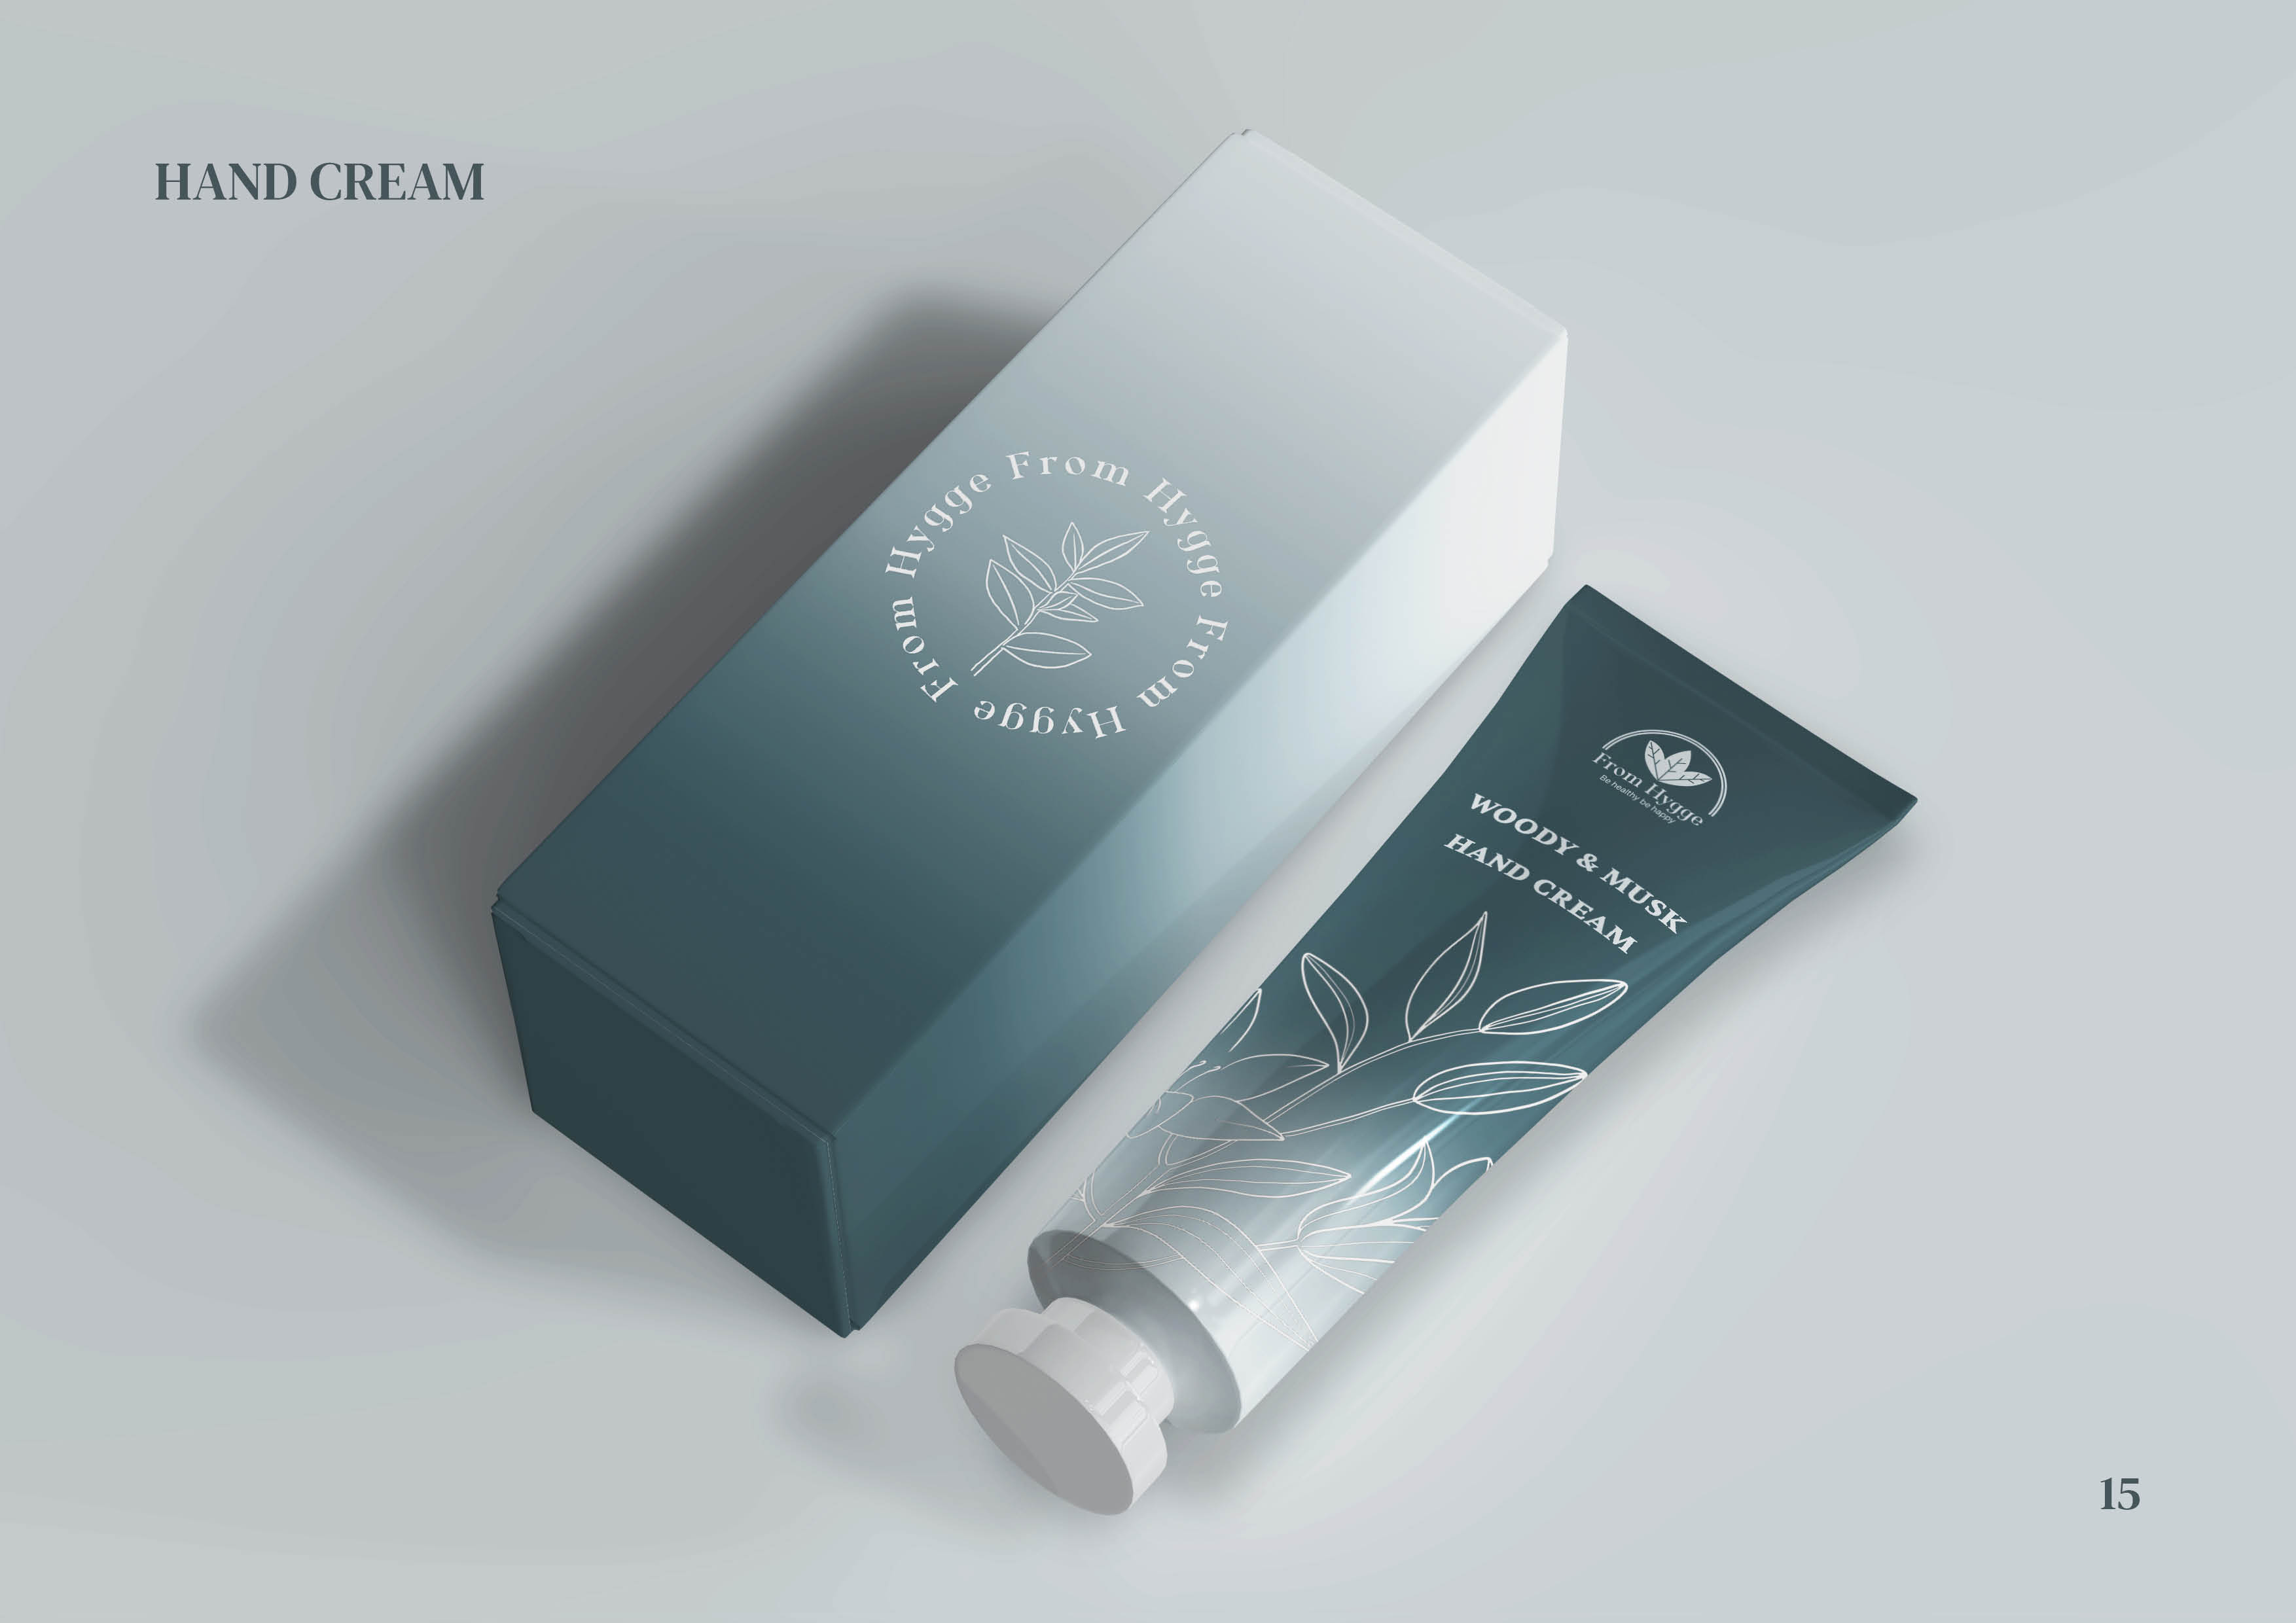 HAND CREAM
From Hygge From Hygge From Hygge
From Hygge
Be healthy be happy
WOODY & MUSK
HAND CREAM
15